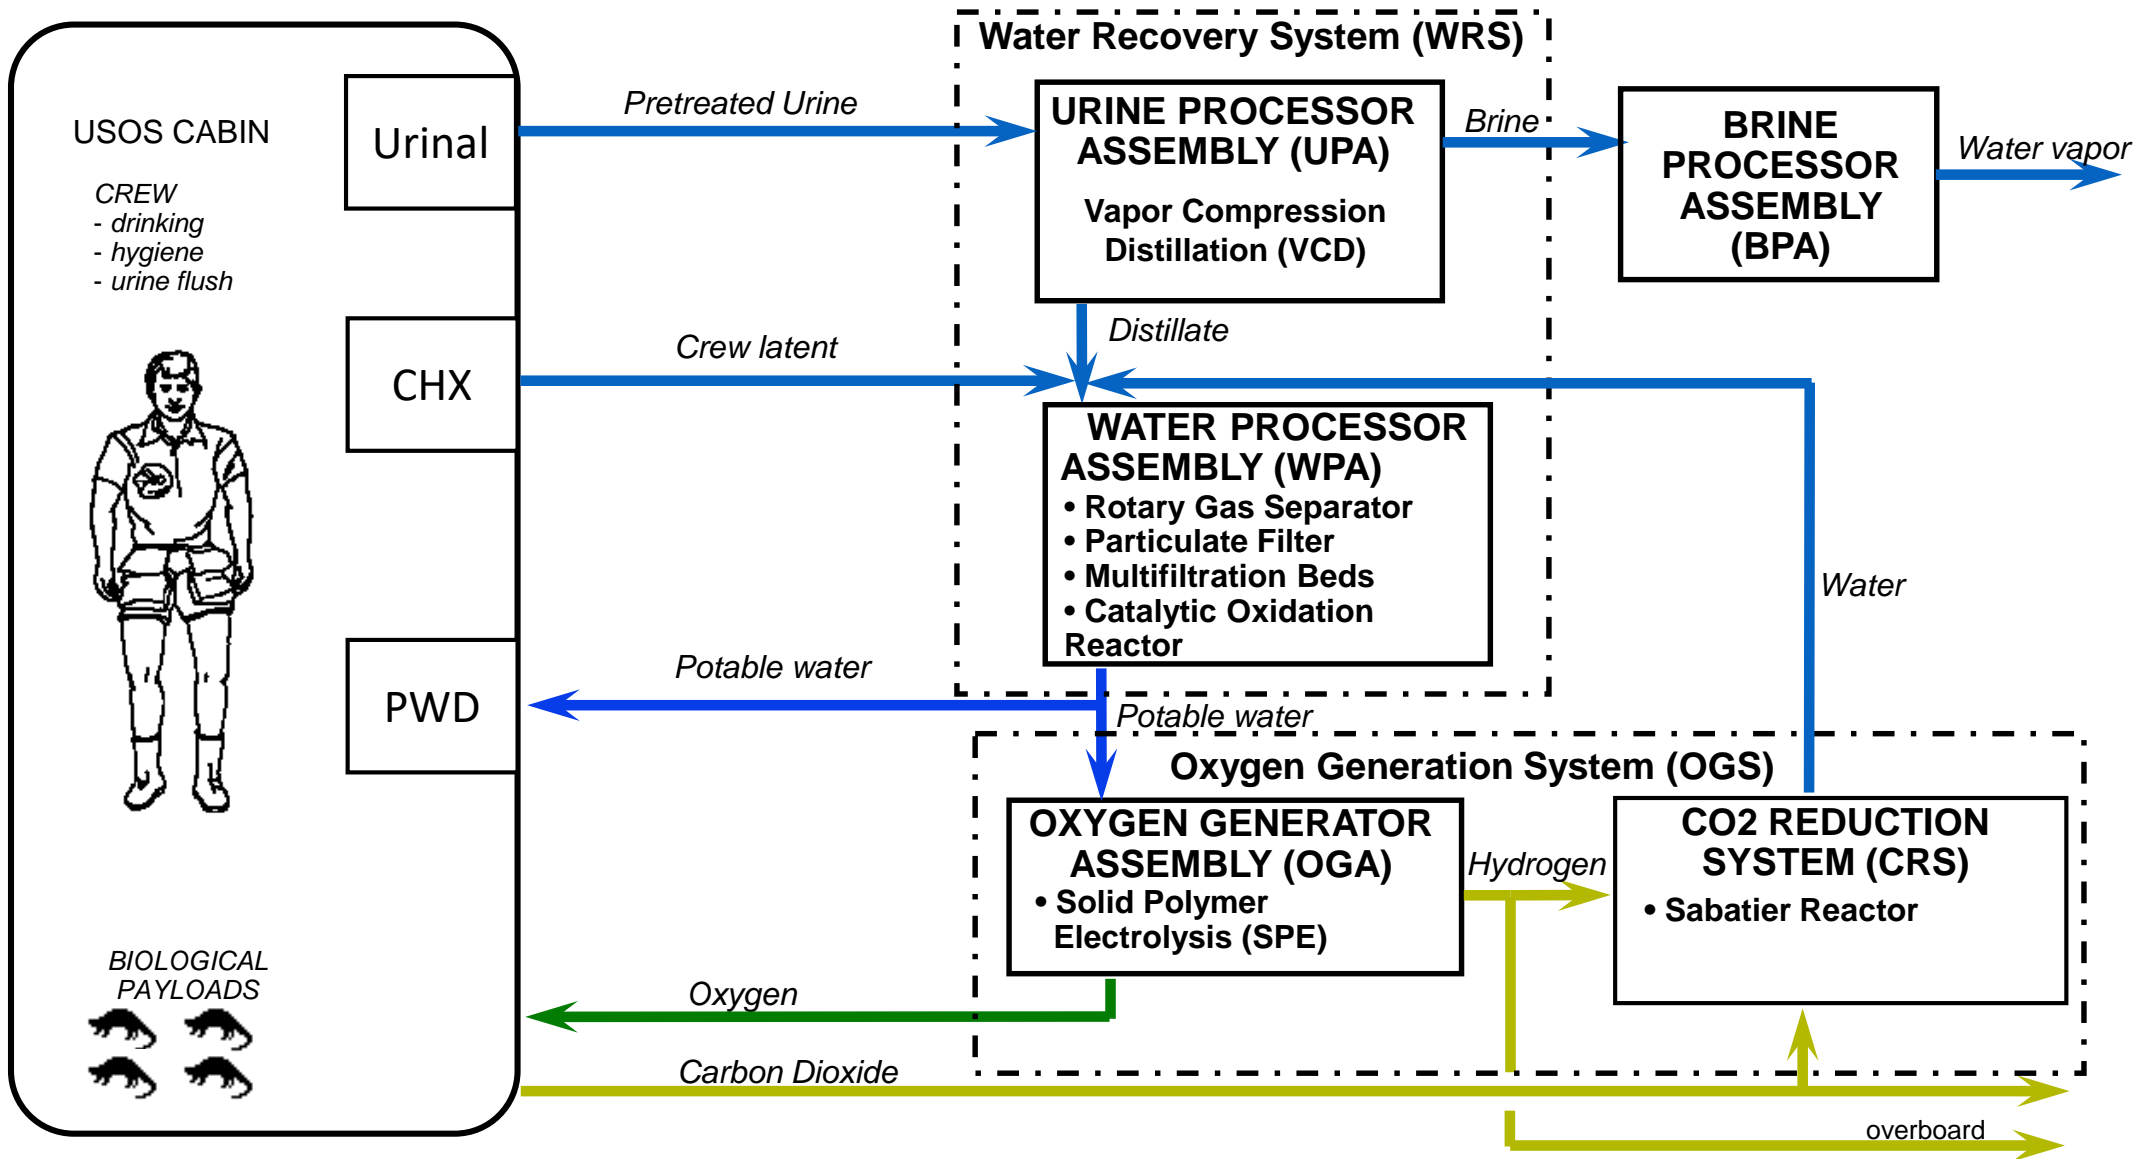 Water Recovery System (WRS)
USOS CABIN
CREW
- drinking
- hygiene
- urine flush
Urinal
Pretreated Urine
URINE PROCESSOR
ASSEMBLY (UPA)
Vapor Compression
Distillation (VCD)
Brine
BRINE
PROCESSOR
ASSEMBLY
(BPA)
Water vapor
CHX
Crew latent
Distillate
WATER PROCESSOR
ASSEMBLY (WPA)
• Rotary Gas Separator
• Particulate Filter
• Multifiltration Beds
• Catalytic Oxidation
Reactor
Water
PWD
Potable water
Potable water
Oxygen Generation System (OGS)
OXYGEN GENERATOR
ASSEMBLY (OGA)
• Solid Polymer
Electrolysis (SPE)
Hydrogen
CO2 REDUCTION
SYSTEM (CRS)
• Sabatier Reactor
BIOLOGICAL
PAYLOADS
Oxygen
Carbon Dioxide
overboard